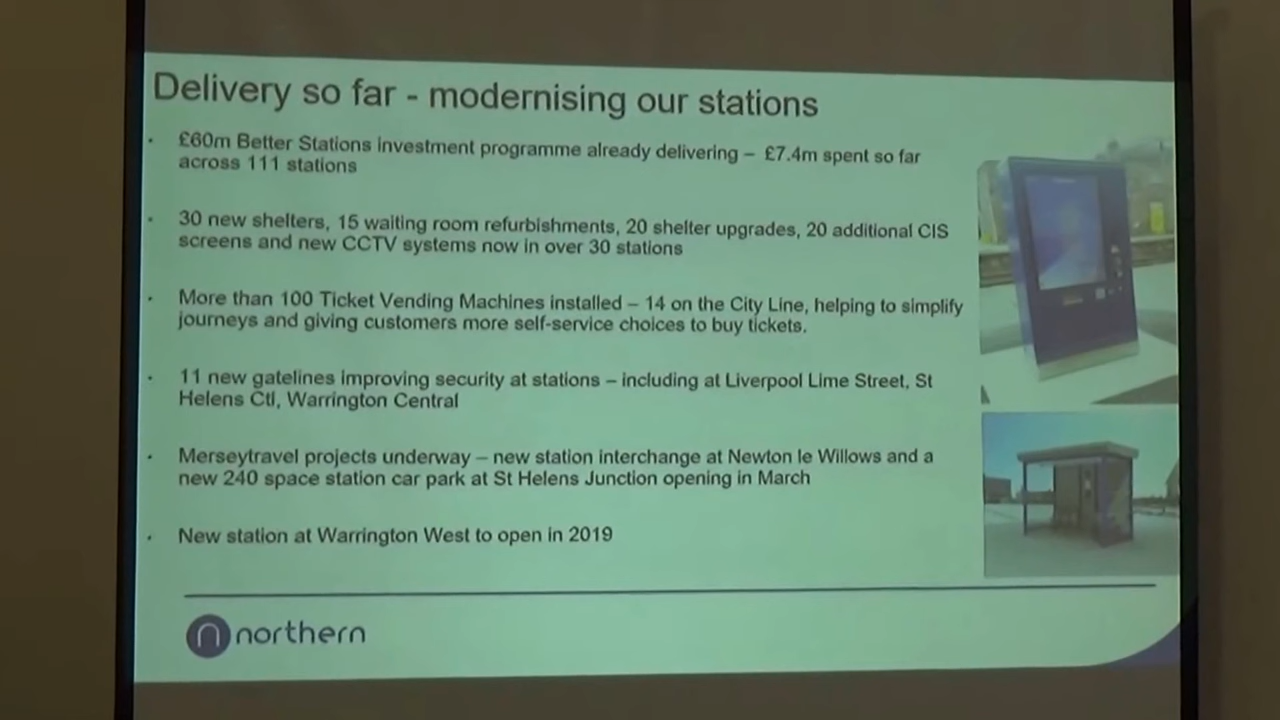 Delivery so far - modernising our stations
· £60m Better Stations investment programme already delivering – £7.4m spent so far
across 111 stations
· 30 new shelters, 15 waiting room refurbishments, 20 shelter upgrades, 20 additional CIS
screens and new CCTV systems now in over 30 stations
· More than 100 Ticket Vending Machines installed – 14 on the City Line, helping to simplify
journeys and giving customers more self-service choices to buy tickets.
· 11 new gatelines improving security at stations – including at Liverpool Lime Street, St
Helens Ctl, Warrington Central
· Merseytravel projects underway – new station interchange at Newton le Willows and a
new 240 space station car park at St Helens Junction opening in March
· New station at Warrington West to open in 2019
northern